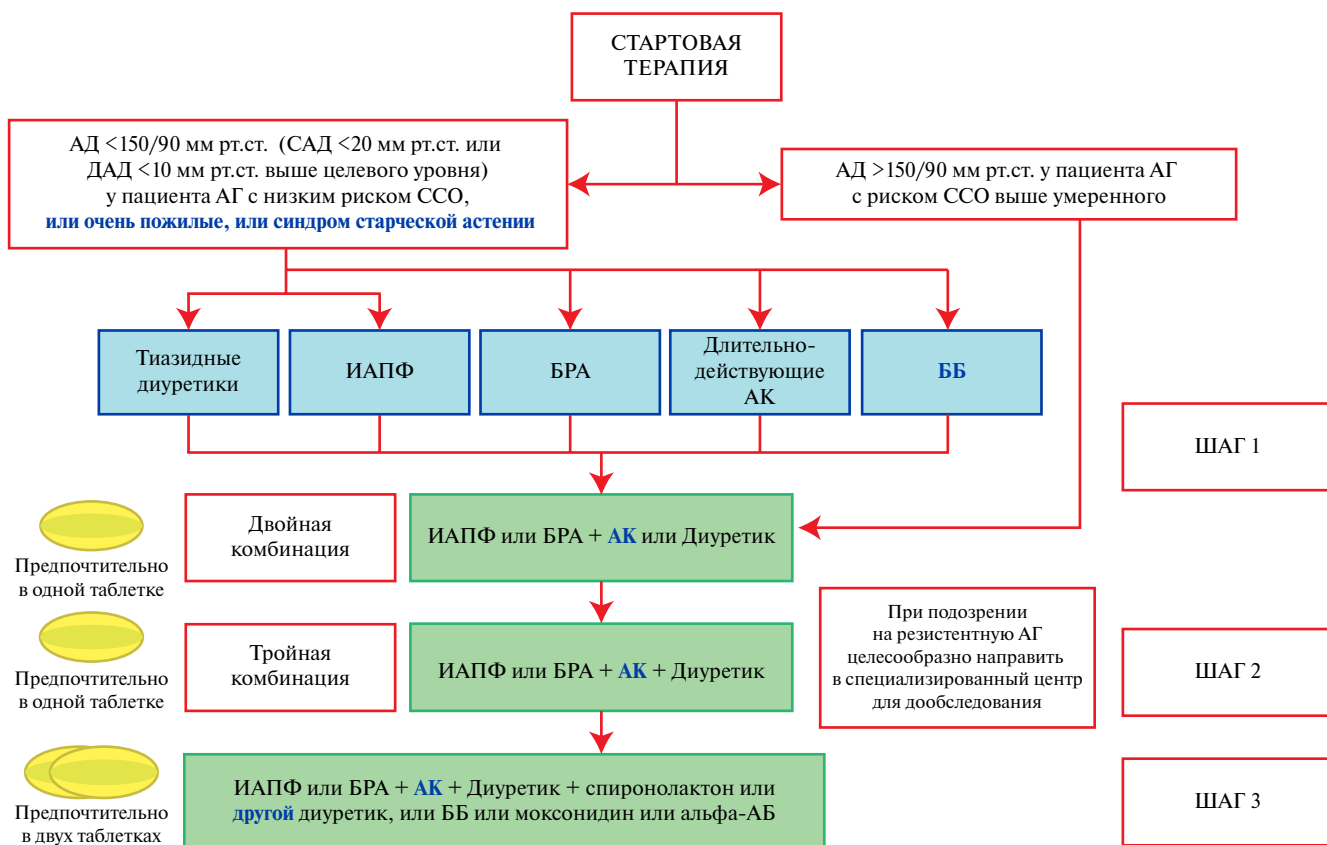 СТАРТОВАЯ
ТЕРАПИЯ
АД <150/90 мм рт.ст. (САД <20 мм рт.ст. или
ДАД <10 мм рт.ст. выше целевого уровня)
у пациента АГ с низким риском ССО,
или очень пожилые, или синдром старческой астении
АД >150/90 мм рт.ст. у пациента АГ
с риском ССО выше умеренного
Тиазидные
диуретики
ИАПФ
БРА
Длительно-
действующие
АК
ББ
ШАГ 1
Предпочтительно
в одной таблетке
Двойная
комбинация
ИАПФ или БРА + АК или Диуретик
Предпочтительно
в одной таблетке
Тройная
комбинация
ИАПФ или БРА + АК + Диуретик
При подозрении
на резистентную АГ
целесообразно направить
в специализированный центр
для дообследования
ШАГ 2
Предпочтительно
в двух таблетках
ИАПФ или БРА + АК + Диуретик + спиронолактон или
другой диуретик, или ББ или моксонидин или альфа-АБ
ШАГ 3